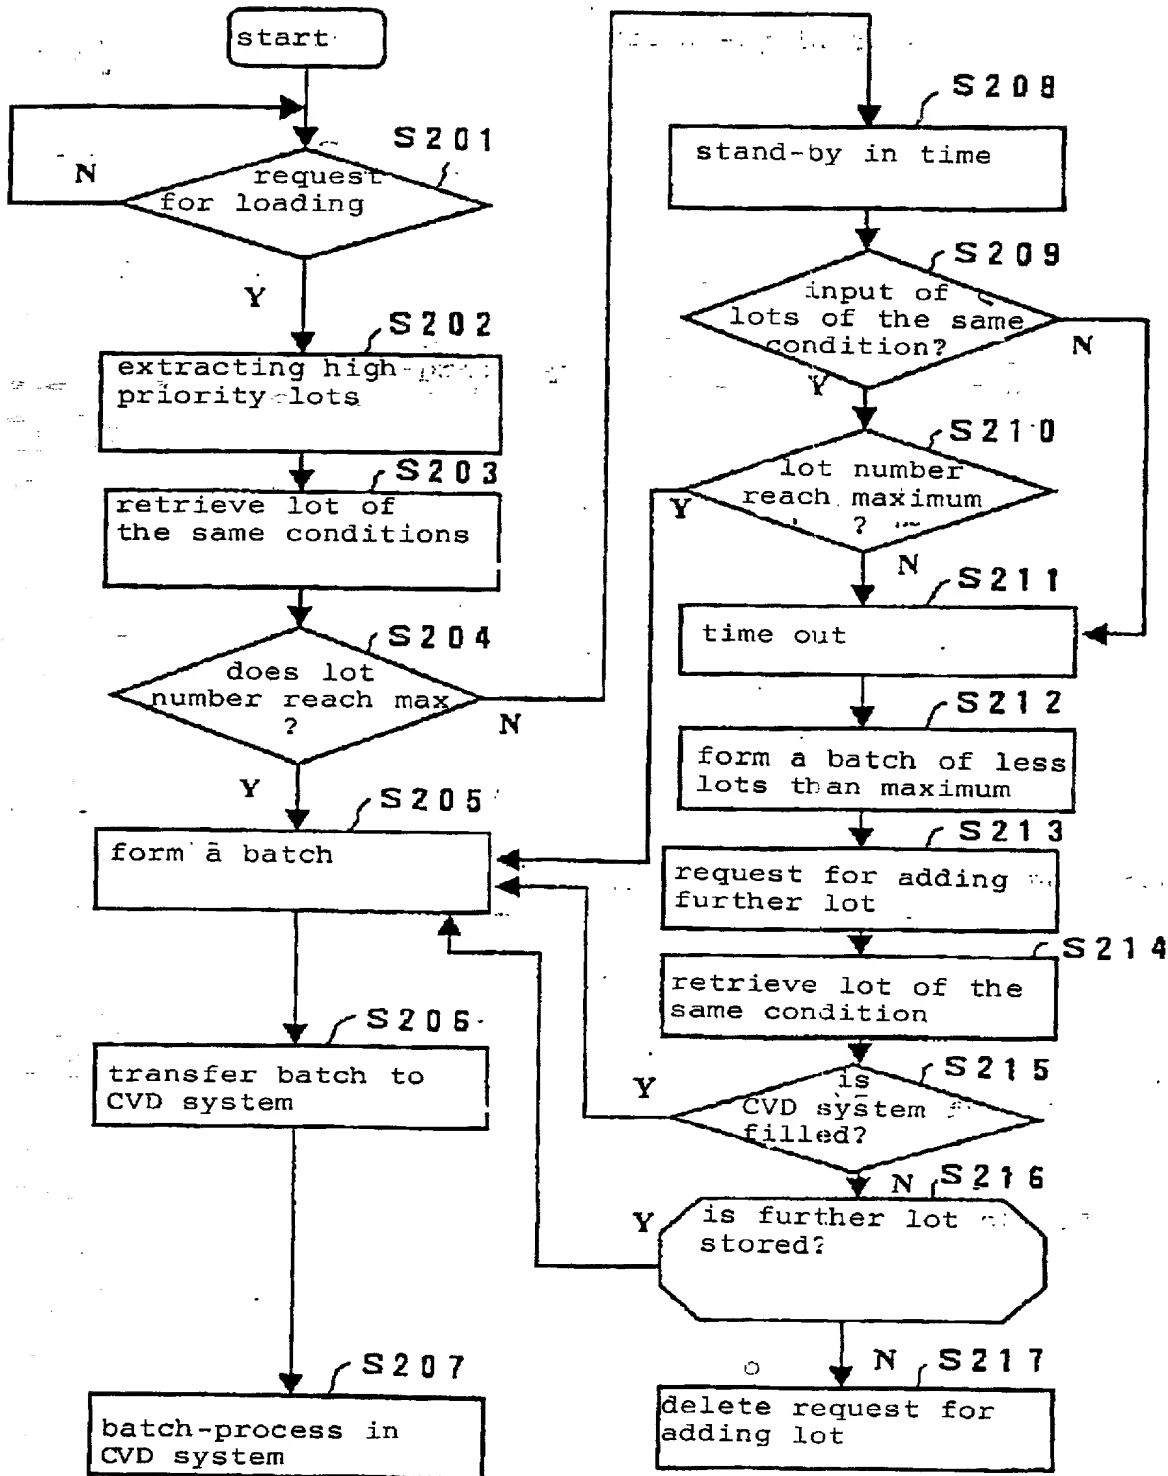 start
S201
N
request
for loading
Y
S202
extracting high-
priority lots
S203
retrieve lot of
the same conditions
S204
does lot
number reach max
?
N
Y
S205
form a batch
S206
transfer batch to
CVD system
S207
batch-process in
CVD system
S208
stand-by in time
S209
input of
lots of the same
condition?
N
Y
S210
lot number
reach maximum
?
Y
N
S211
time out
S212
form a batch of less
lots than maximum
S213
request for adding
further lot
S214
retrieve lot of the
same condition
S215
is
CVD system
filled?
Y
N
S216
is further lot
stored?
Y
N
S217
delete request for
adding lot